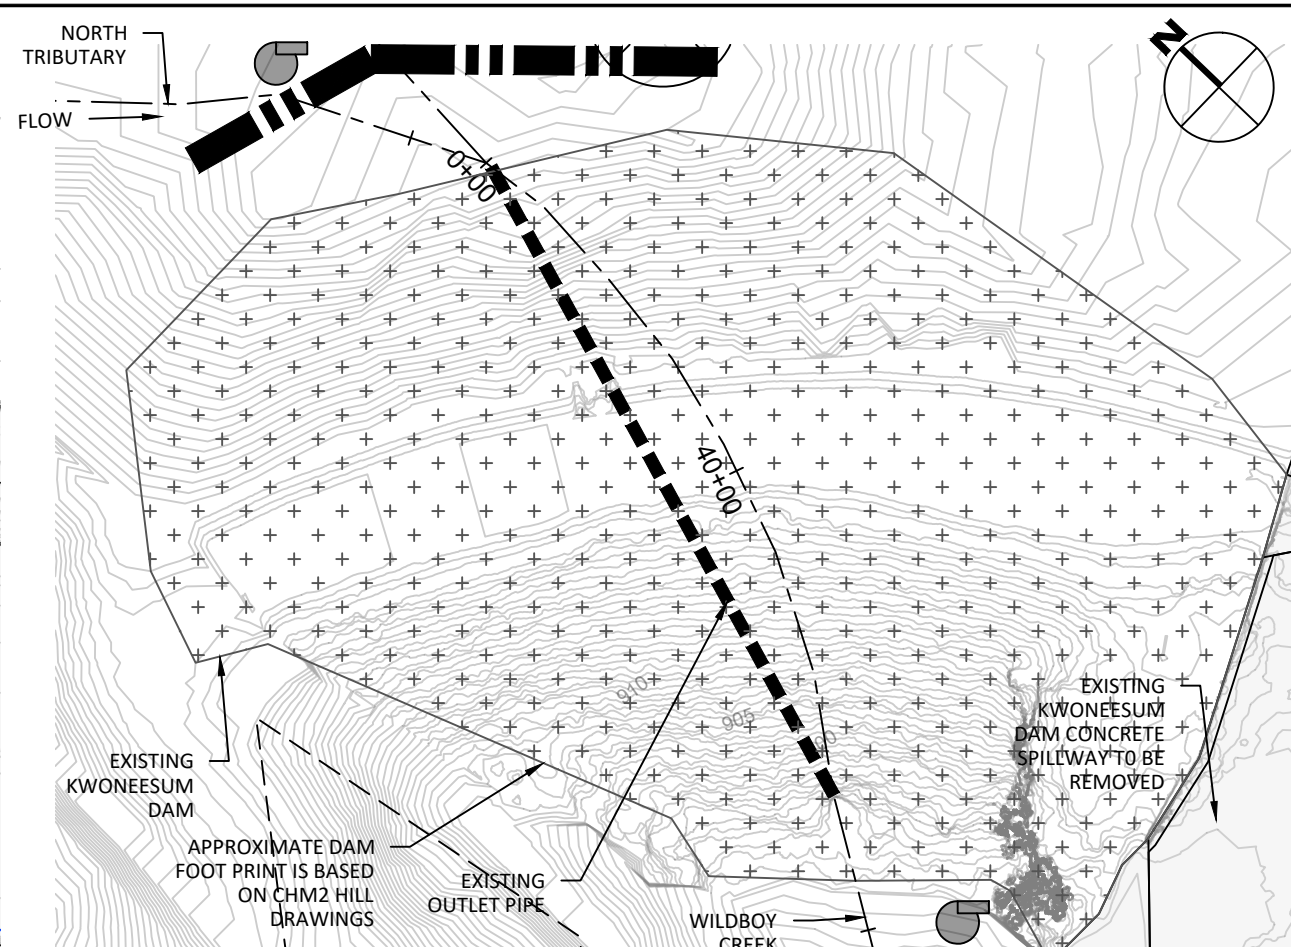 NORTH
TRIBUTARY
FLOW
N
0+00
40+00
910
905
EXISTING
KWONEESUM
DAM CONCRETE
SPILLWAY TO BE
REMOVED
EXISTING
KWONEESUM
DAM
APPROXIMATE DAM
FOOT PRINT IS BASED
ON CHM2 HILL
DRAWINGS
EXISTING
OUTLET PIPE
WILDBOY
CREEK